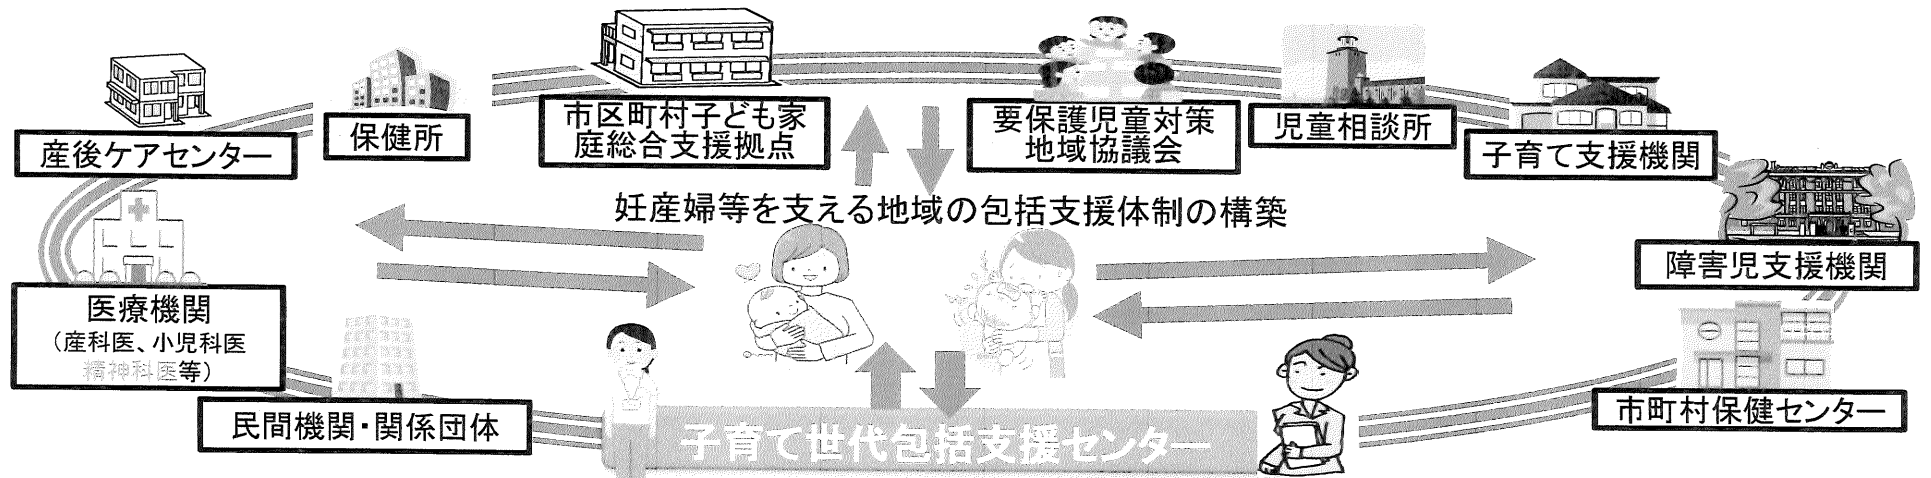 産後ケアセンター
保健所
市区町村子ども家
庭総合支援拠点
要保護児童対策
地域協議会
児童相談所
子育て支援機関
妊産婦等を支える地域の包括支援体制の構築
障害児支援機関
医療機関
（産科医、小児科医
精神科医等）
民間機関・関係団体
市町村保健センター
子育て世代包括支援センター